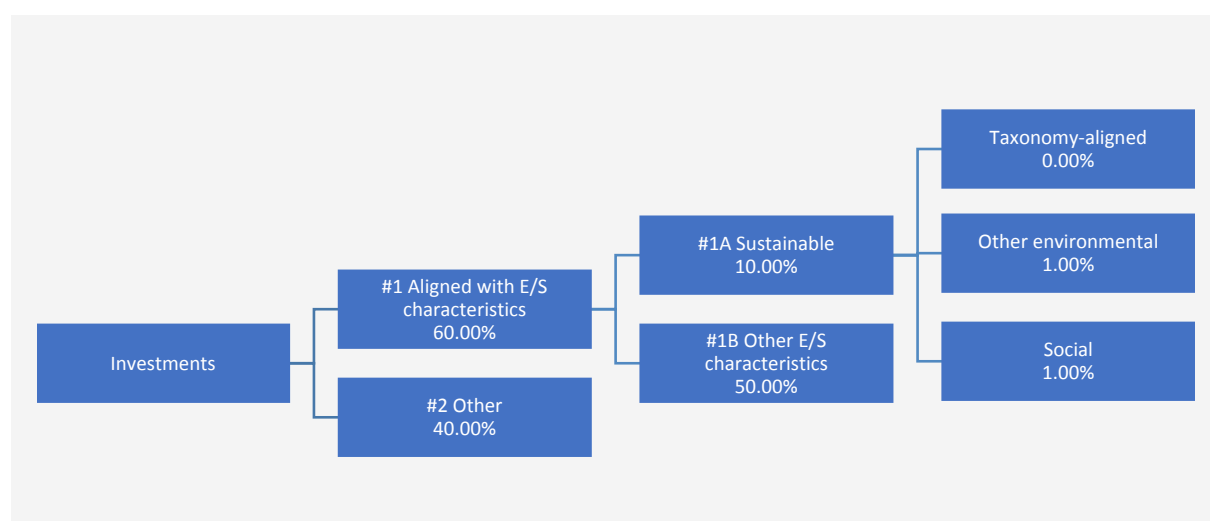 Investments
#1 Aligned with E/S
characteristics
60.00%
#2 Other
40.00%
#1A Sustainable
10.00%
#1B Other E/S
characteristics
50.00%
Taxonomy-aligned
0.00%
Other environmental
1.00%
Social
1.00%